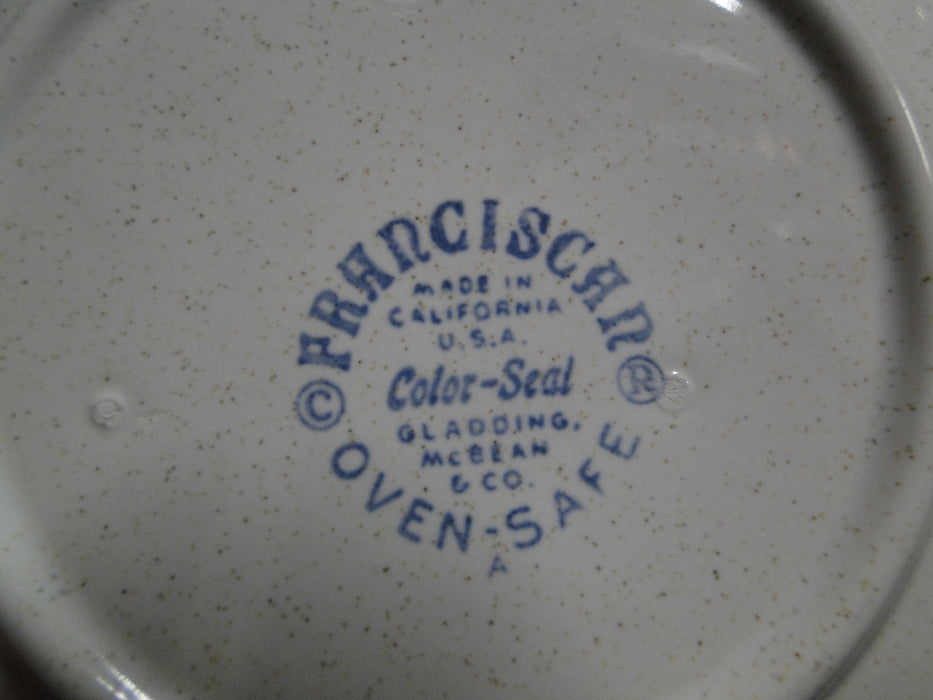 FRANCISCAN ®
MADE IN
CALIFORNIA
U.S.A.
Color-Seal
GLADDING,
McBEAN
& CO.
© OVEN-SAFE
A